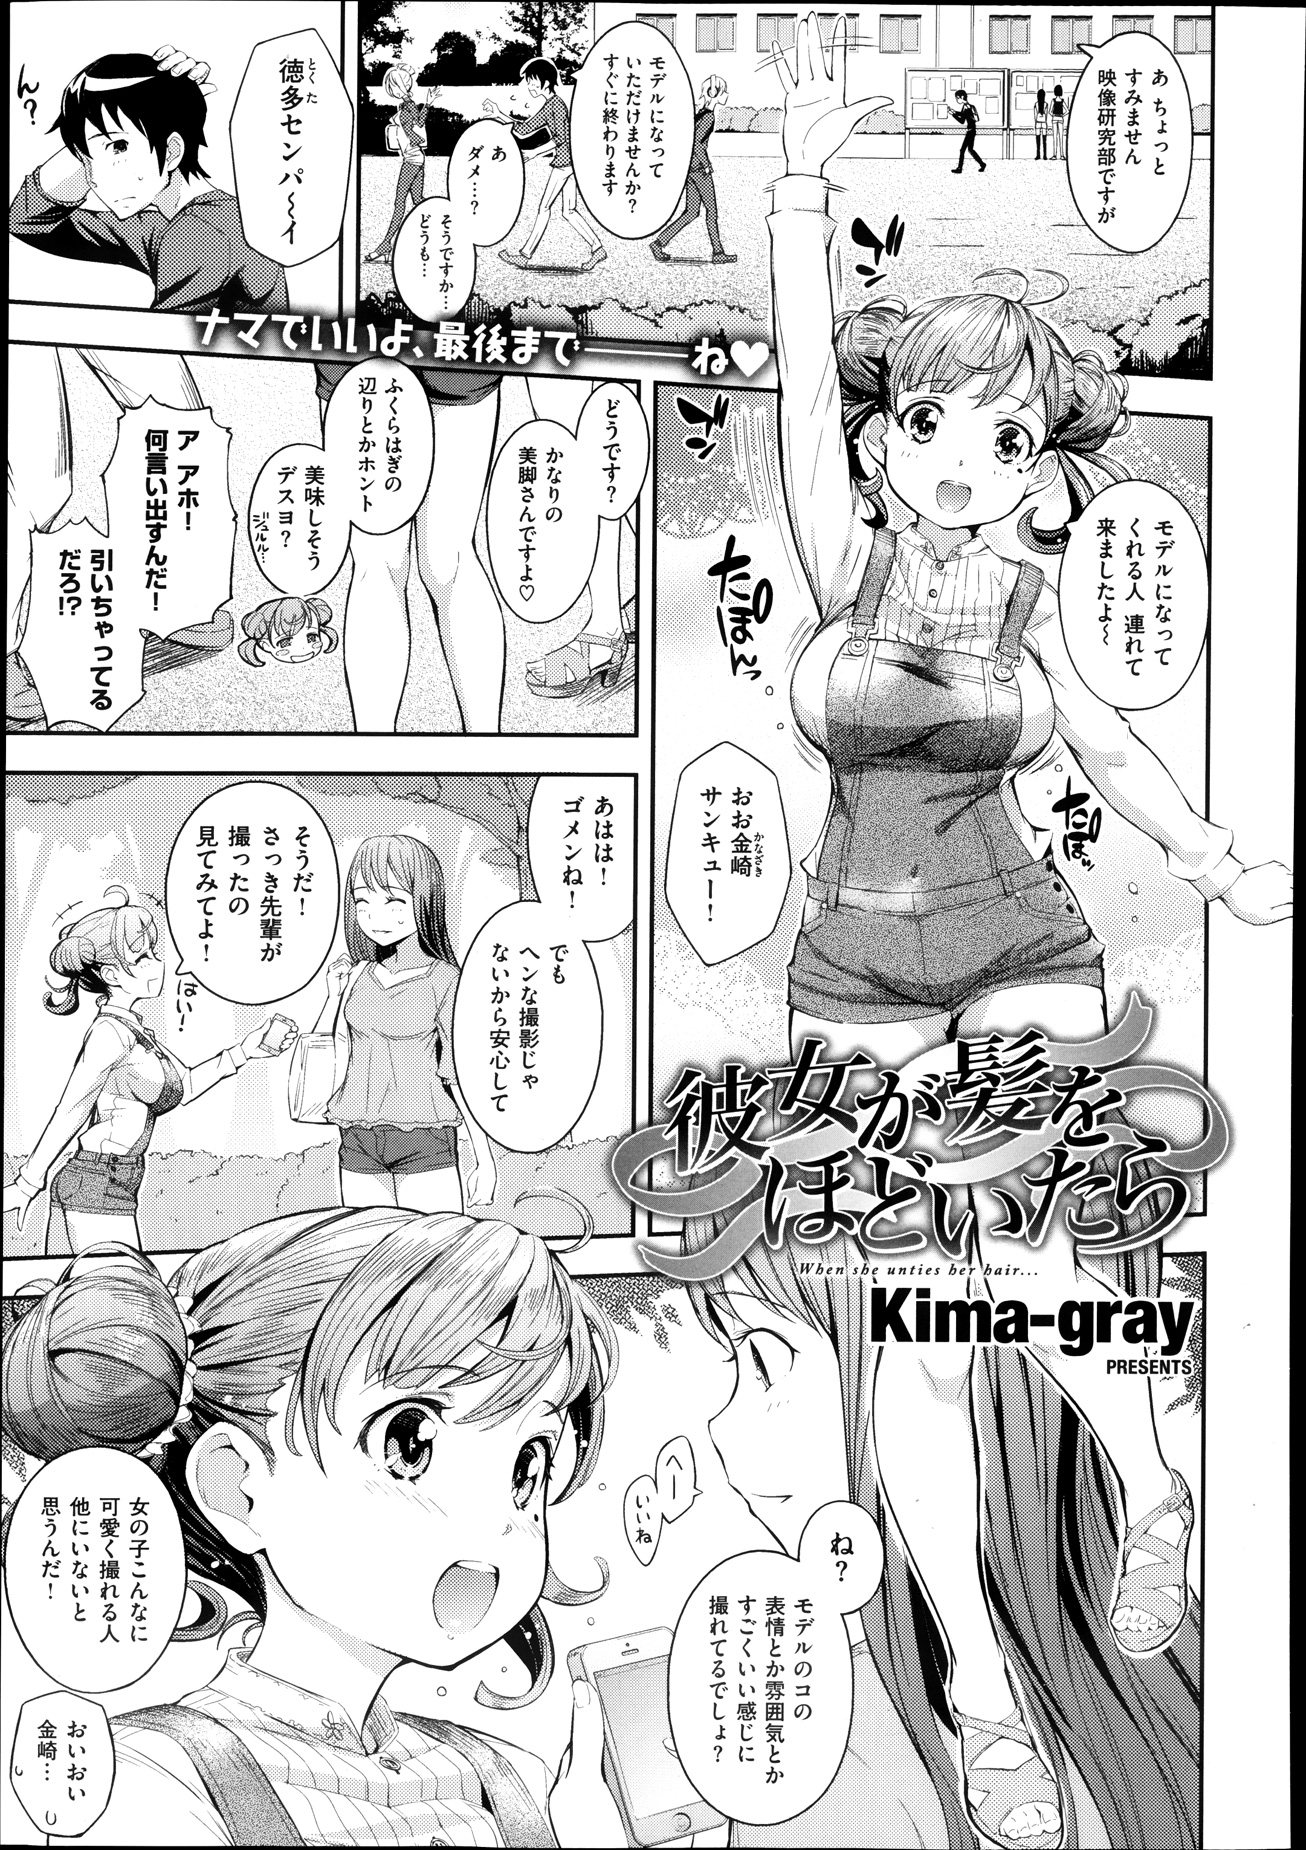 あ ちょっと
すみません
映像研究部ですが
モデルになって
いただけませんか?
すぐに終わります
あ
ダメ…?
そうですか…
どうも…
徳多センパ〜イ
とくた
ん?
ナマでいいよ、最後まで――ね♥
モデルになって
くれる人 連れて
来ましたよ〜
たぽんっ
たぽっ
おお金崎
かなざき
サンキュー!
どうです?
かなりの
美脚さんですよ♡
ふくらはぎの
辺りとかホント
美味しそう
デスヨ?
ジュルル…
ア アホ!
何言い出すんだ!
引いちゃってる
だろ!?
あはは!
ゴメンね!
でも
ヘンな撮影じゃ
ないから安心して
そうだ!
さっき先輩が
撮ったの
見てみてよ!
はい!
彼女が髪を
ほどいたら
When she unties her hair...
Kima-gray
PRESENTS
へー
いいね
ね?
モデルのコの
表情とか雰囲気とか
すごくいい感じに
撮れてるでしょ?
女の子こんなに
可愛く撮れる人
他にいないと
思うんだ!
おいおい
金崎…